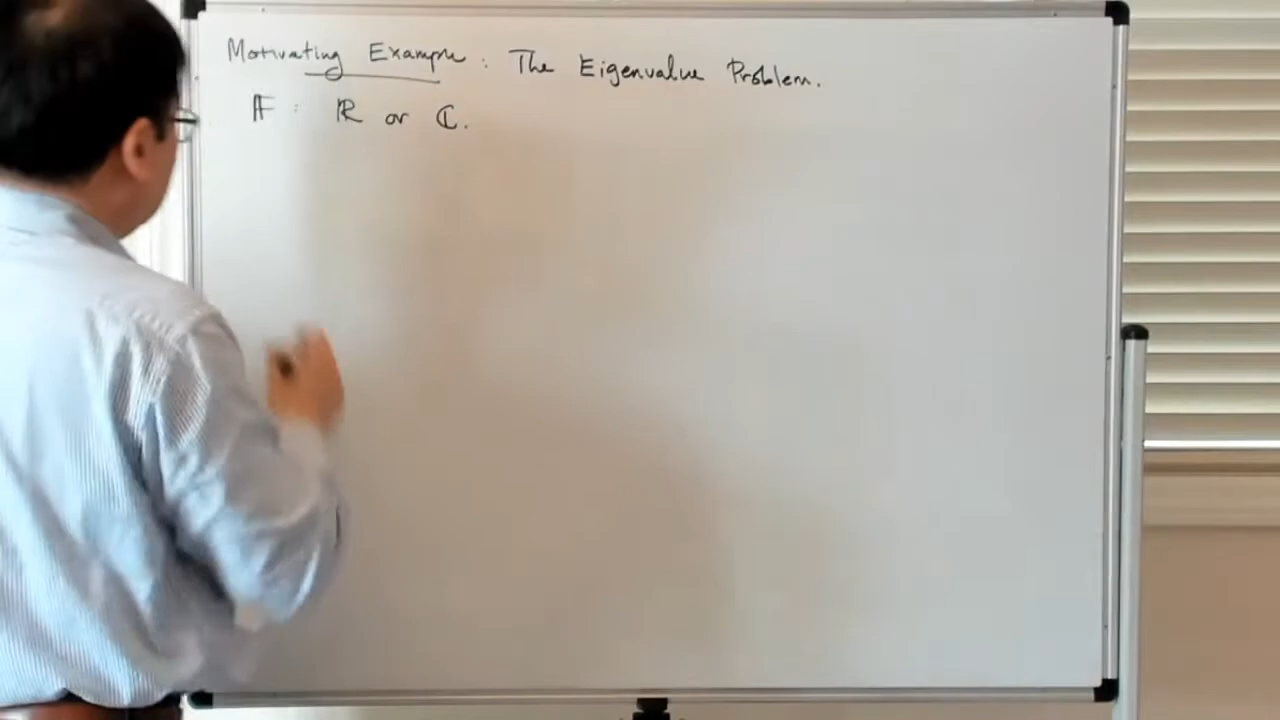 Motivating Example : The Eigenvalue Problem.
𝔽 : ℝ or ℂ.